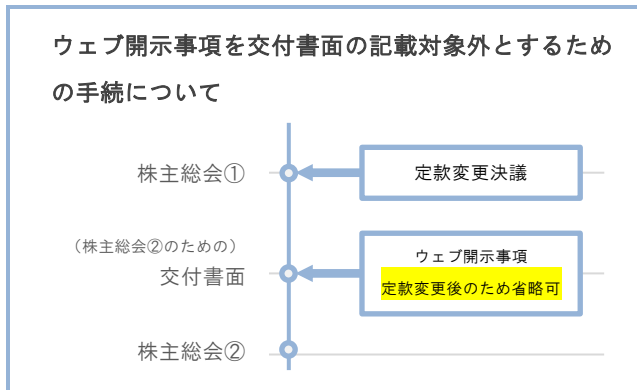 ウェブ開示事項を交付書面の記載対象外とするため
の手続について
株主総会①
定款変更決議
（株主総会②のための）
交付書面
ウェブ開示事項
定款変更後のため省略可
株主総会②